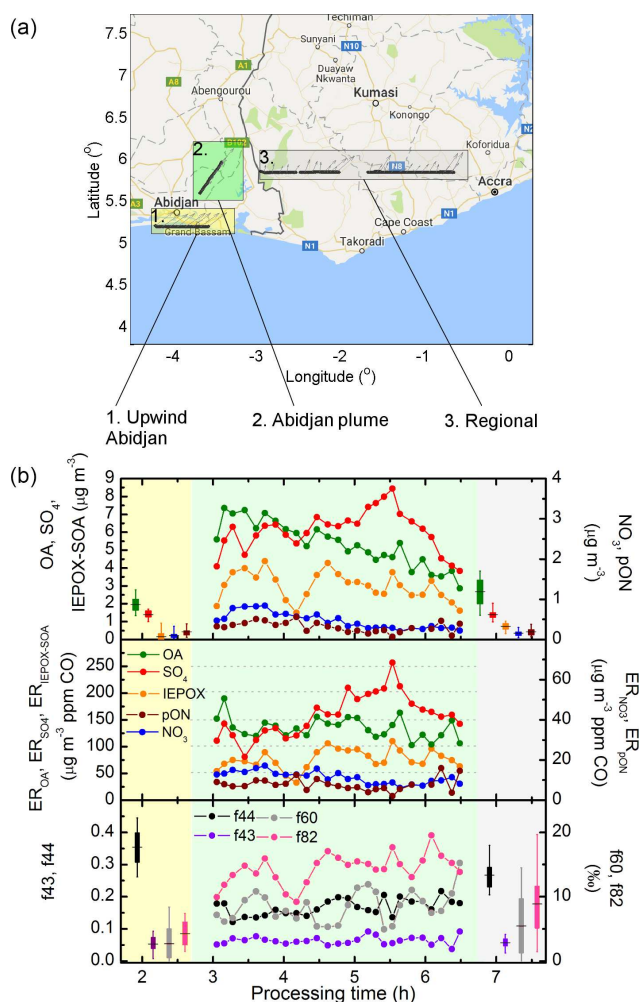 (a)
Techiman
Sunyani
N10
Duayaw
Nkwanta
A1
A8
Kumasi
Abengourou
Konongo
Koforidua
N2
2.
3.
N8
Accra
A3
Abidjan
1.
Grand-Bassam
N1
Cape Coast
N1
Takoradi
Latitude (°)
7.5
7
6.5
6
5.5
5
4.5
4
-4 -3 -2 -1 0
Longitude (°)
1. Upwind
Abidjan
2. Abidjan plume
3. Regional
(b)
OA, SO4,
IEPOX-SOA (µg m-3)
9
8
7
6
5
4
3
2
1
0
4
3
2
1
0
NO3, pON
(µg m-3)
EROA, ERSO4, ERIEPOX-SOA
(µg m-3 ppm CO)
250
200
150
100
50
0
OA
SO4
IEPOX
pON
NO3
60
40
20
0
ERNO3, ERpON
(µg m-3 ppm CO)
f43, f44
0.4
0.3
0.2
0.1
0.0
f44 f60
f43 f82
20
10
0
f60, f82
(‰)
2 3 4 5 6 7
Processing time (h)